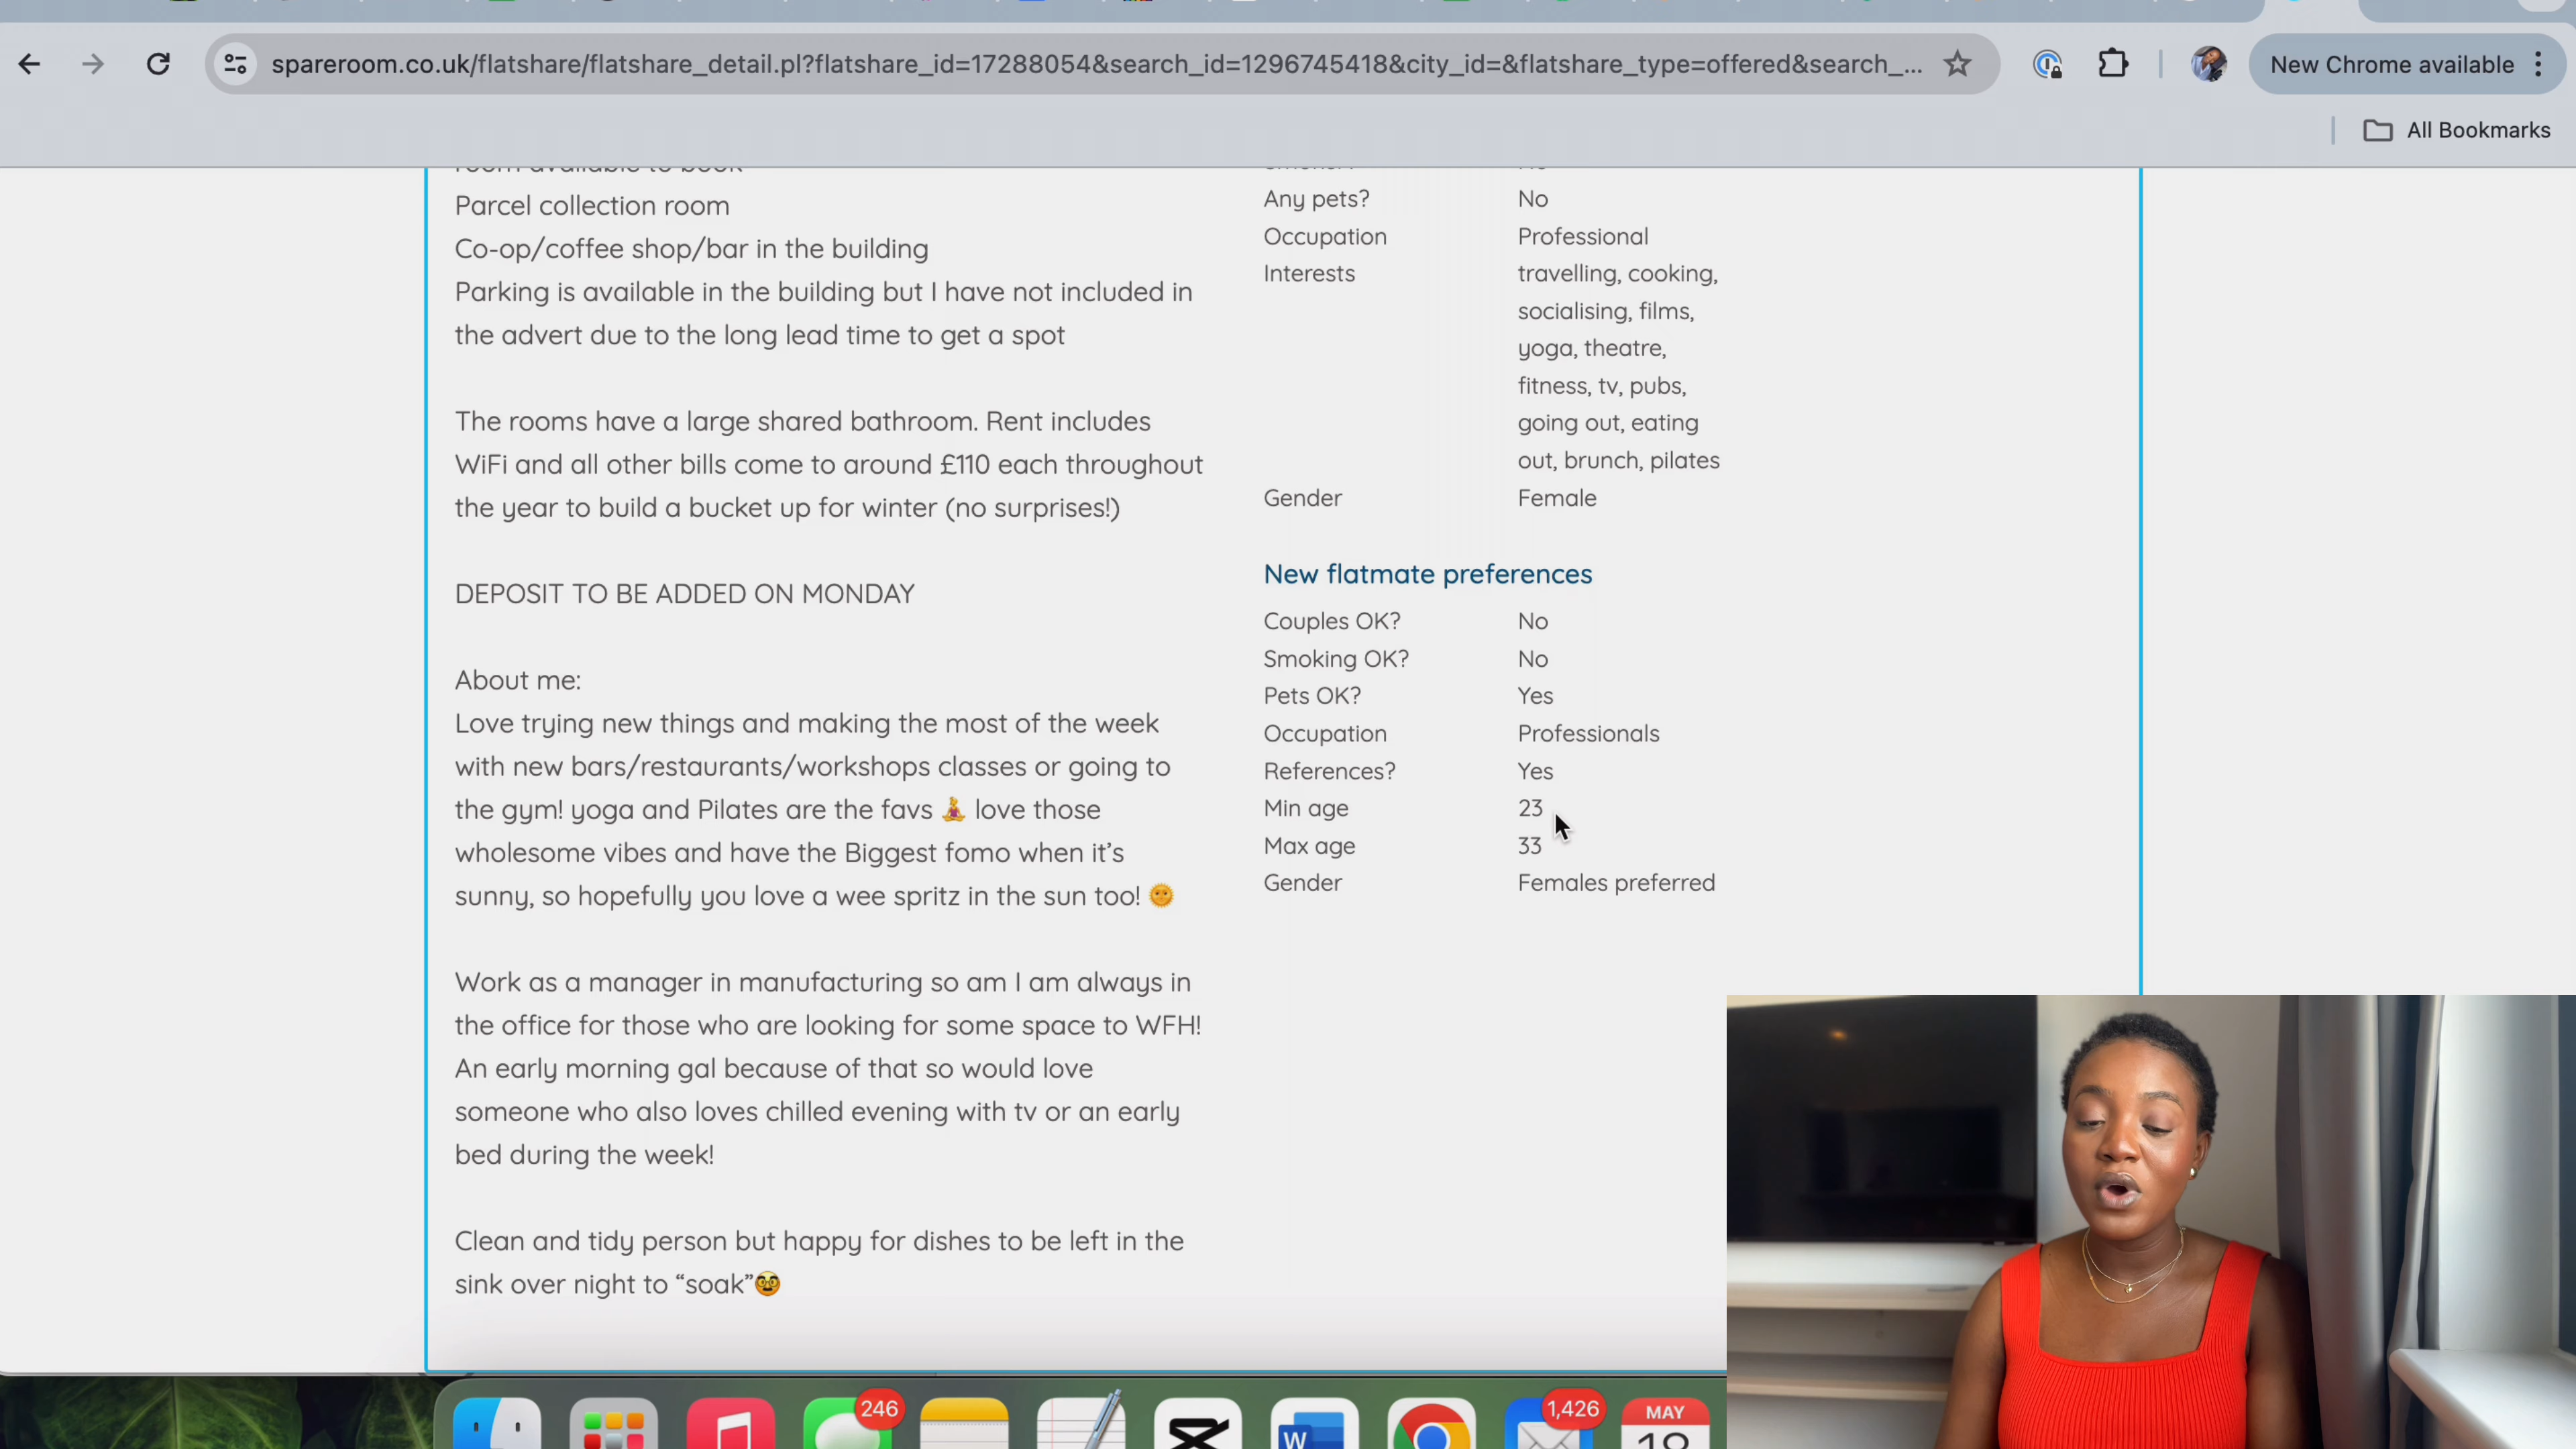 spareroom.co.uk/flatshare/flatshare_detail.pl?flatshare_id=17288054&search_id=1296745418&city_id=&flatshare_type=offered&search_...
New Chrome available
All Bookmarks
room available to book
Parcel collection room
Co-op/coffee shop/bar in the building
Parking is available in the building but I have not included in
the advert due to the long lead time to get a spot
The rooms have a large shared bathroom. Rent includes
WiFi and all other bills come to around £110 each throughout
the year to build a bucket up for winter (no surprises!)
DEPOSIT TO BE ADDED ON MONDAY
About me:
Love trying new things and making the most of the week
with new bars/restaurants/workshops classes or going to
the gym! yoga and Pilates are the favs 🧘 love those
wholesome vibes and have the Biggest fomo when it’s
sunny, so hopefully you love a wee spritz in the sun too! 🌞
Work as a manager in manufacturing so am I am always in
the office for those who are looking for some space to WFH!
An early morning gal because of that so would love
someone who also loves chilled evening with tv or an early
bed during the week!
Clean and tidy person but happy for dishes to be left in the
sink over night to “soak”🥸
Any pets? No
Occupation Professional
Interests travelling, cooking,
socialising, films,
yoga, theatre,
fitness, tv, pubs,
going out, eating
out, brunch, pilates
Gender Female
New flatmate preferences
Couples OK? No
Smoking OK? No
Pets OK? Yes
Occupation Professionals
References? Yes
Min age 23
Max age 33
Gender Females preferred
246
W
1,426
MAY